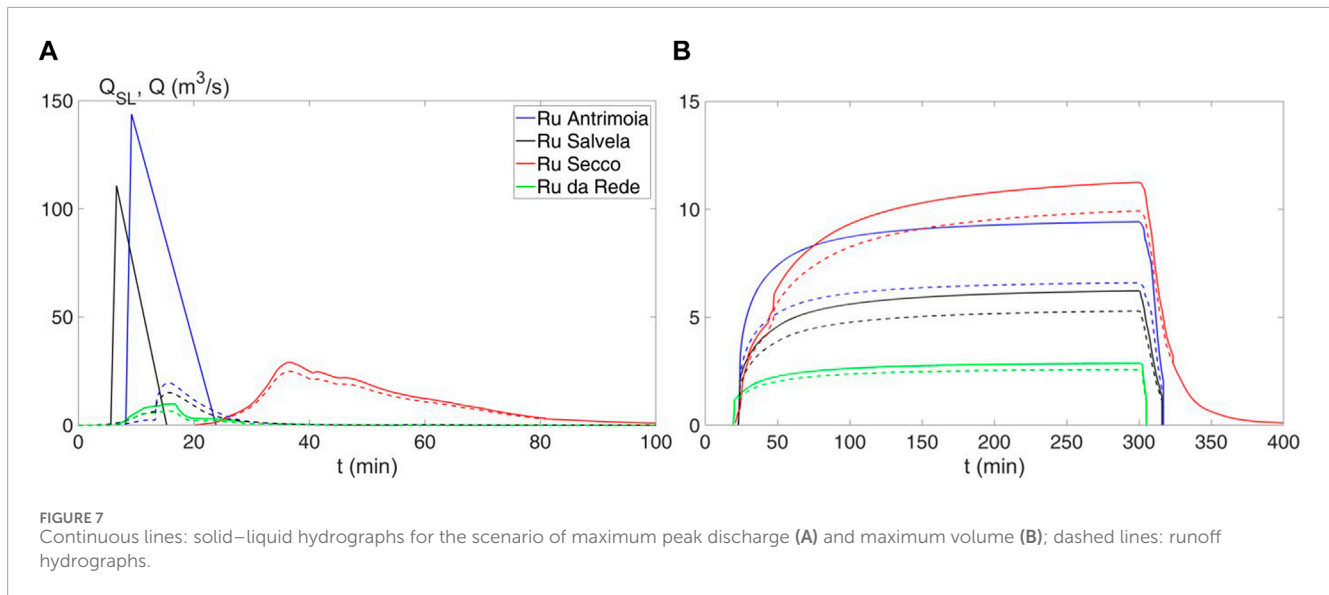 A
B
Q_SL, Q (m^3/s)
150
100
50
0
0 20 40 60 80 100
t (min)
Ru Antrimoia
Ru Salvela
Ru Secco
Ru da Rede
15
10
5
0
0 50 100 150 200 250 300 350 400
t (min)
FIGURE 7
Continuous lines: solid–liquid hydrographs for the scenario of maximum peak discharge (A) and maximum volume (B); dashed lines: runoff
hydrographs.